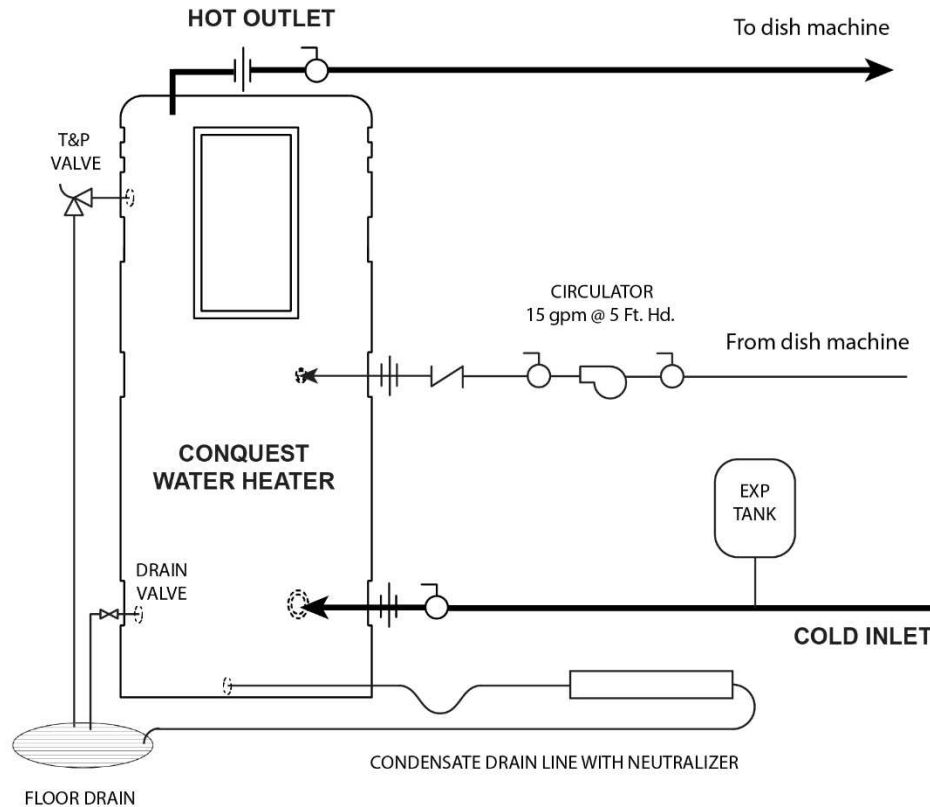 HOT OUTLET
To dish machine
T&P
VALVE
CIRCULATOR
15 gpm @ 5 Ft. Hd.
From dish machine
CONQUEST
WATER HEATER
EXP
TANK
DRAIN
VALVE
COLD INLET
CONDENSATE DRAIN LINE WITH NEUTRALIZER
FLOOR DRAIN